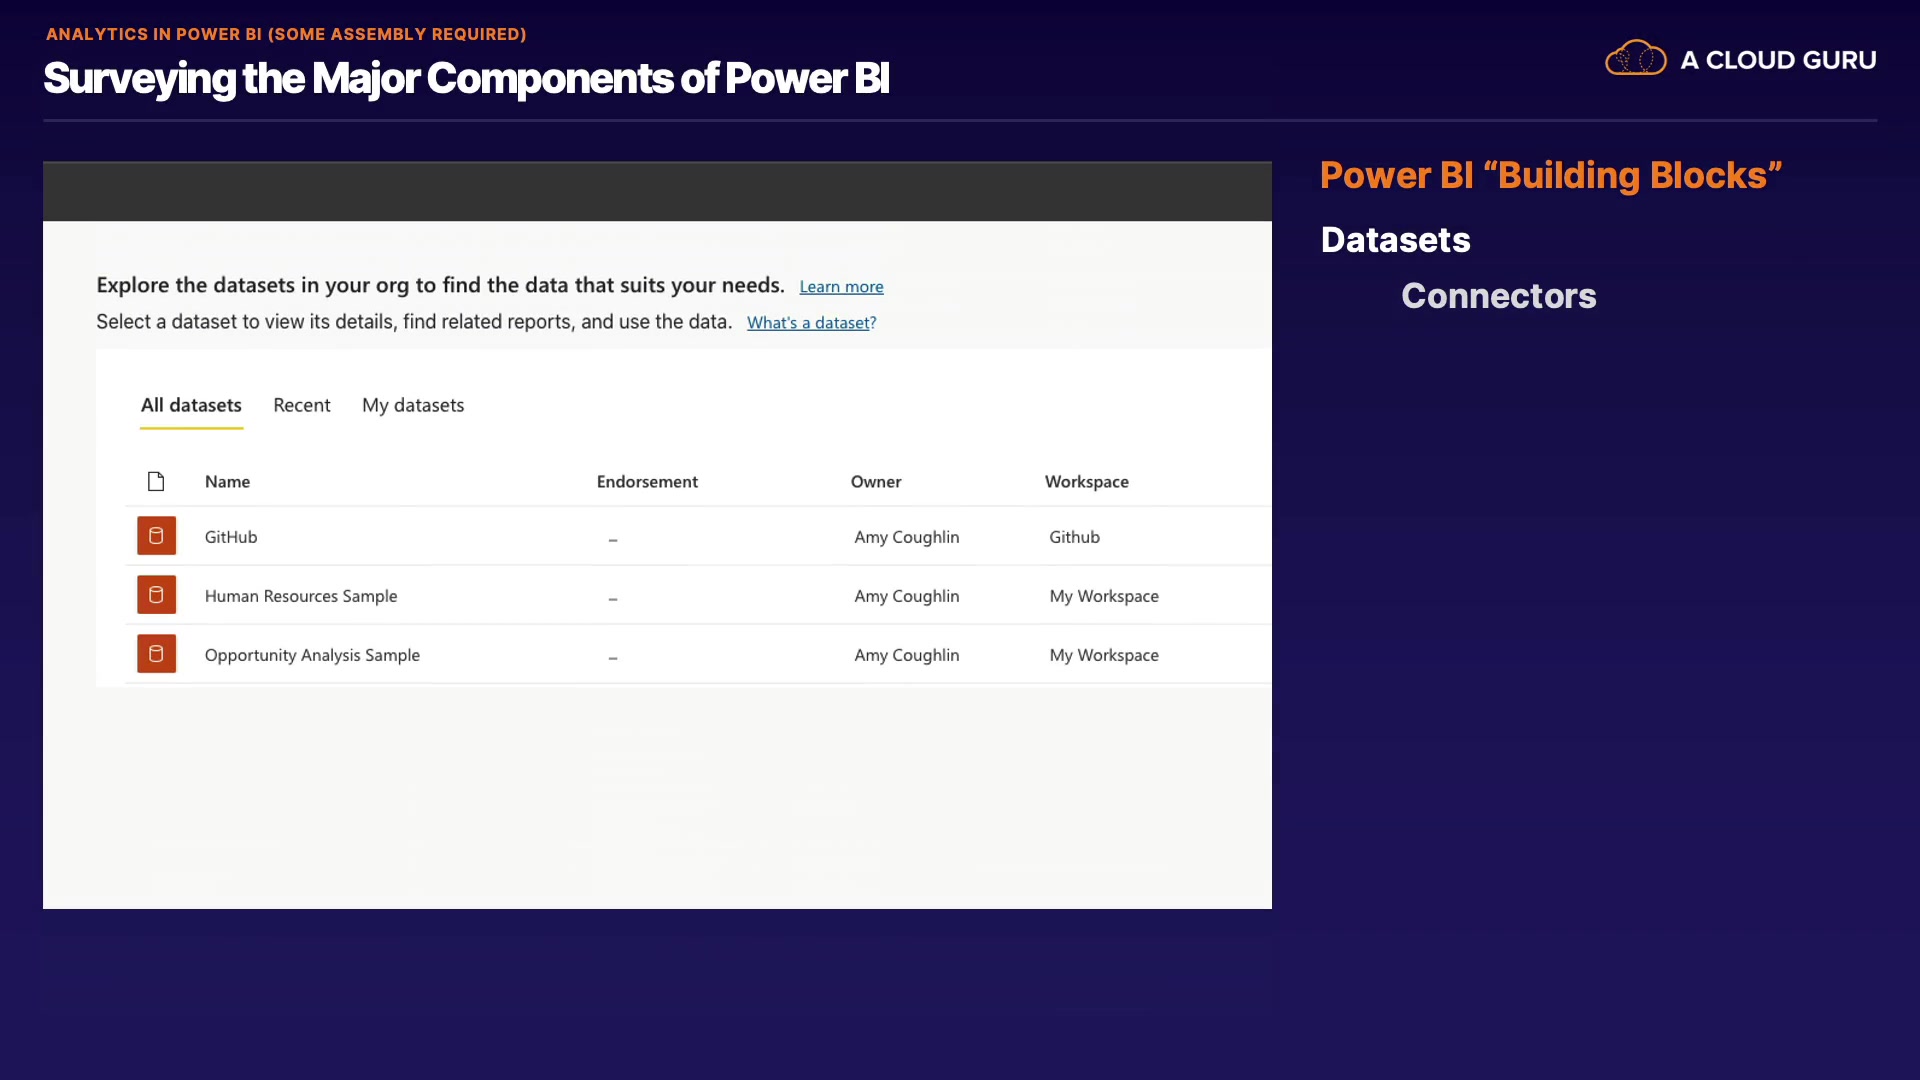 ANALYTICS IN POWER BI (SOME ASSEMBLY REQUIRED)
Surveying the Major Components of Power BI
A CLOUD GURU
Explore the datasets in your org to find the data that suits your needs. Learn more
Select a dataset to view its details, find related reports, and use the data. What's a dataset?
All datasets Recent My datasets
Name Endorsement Owner Workspace
GitHub – Amy Coughlin Github
Human Resources Sample – Amy Coughlin My Workspace
Opportunity Analysis Sample – Amy Coughlin My Workspace
Power BI “Building Blocks”
Datasets
Connectors